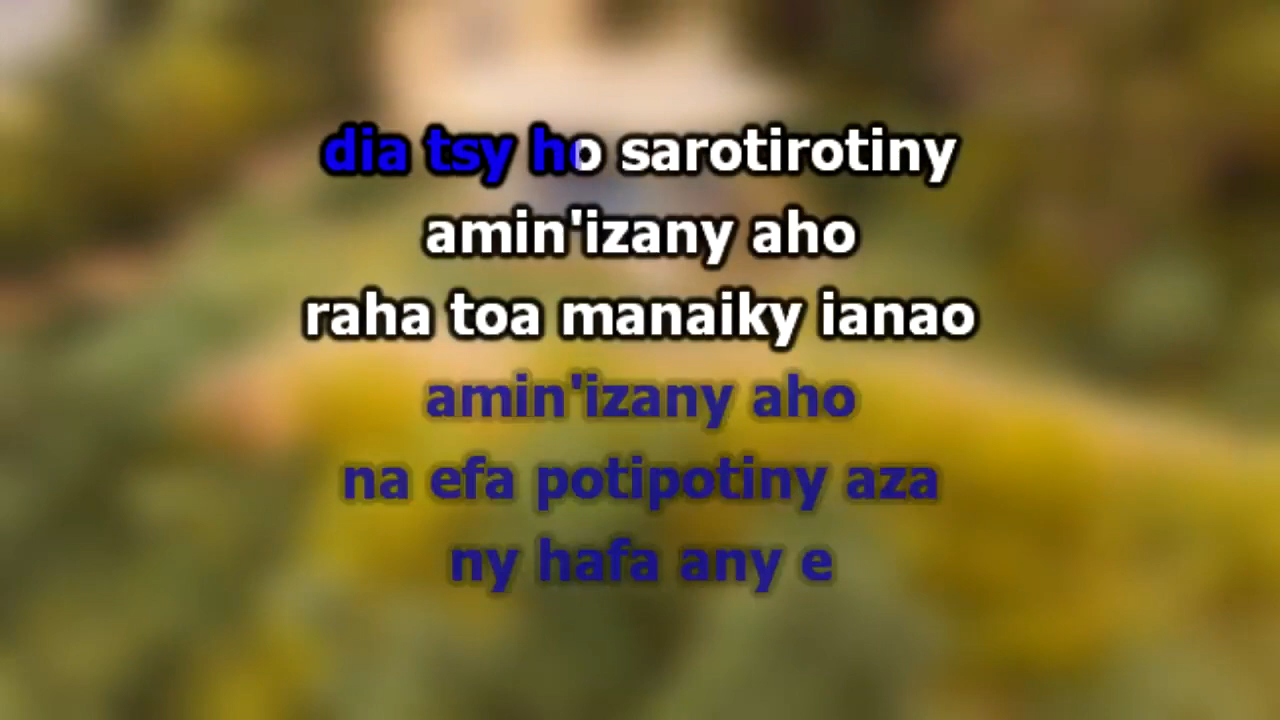 dia tsy ho sarotirotiny
amin'izany aho
raha toa manaiky ianao
amin'izany aho
na efa potipotiny aza
ny hafa any e